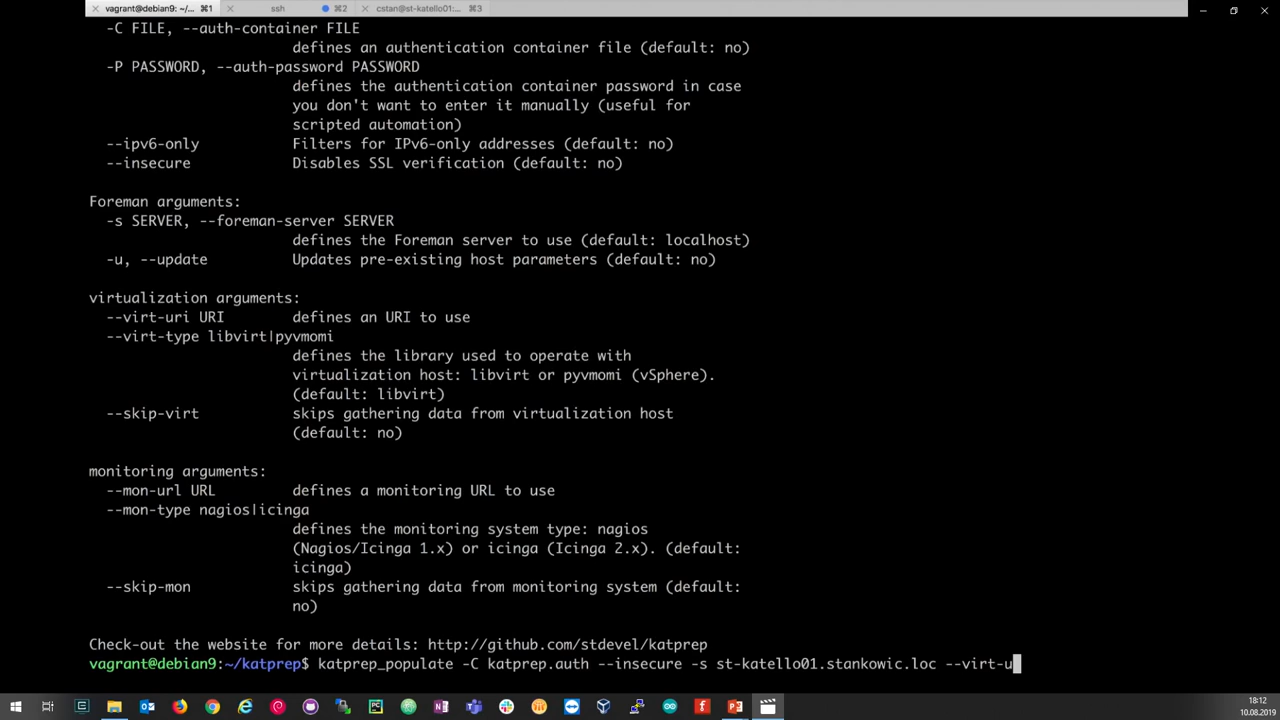 vagrant@debian9: ~/... ⌘1 ssh ⌘2 cstan@st-katello01:... ⌘3
-C FILE, --auth-container FILE
defines an authentication container file (default: no)
-P PASSWORD, --auth-password PASSWORD
defines the authentication container password in case
you don't want to enter it manually (useful for
scripted automation)
--ipv6-only Filters for IPv6-only addresses (default: no)
--insecure Disables SSL verification (default: no)
Foreman arguments:
-s SERVER, --foreman-server SERVER
defines the Foreman server to use (default: localhost)
-u, --update Updates pre-existing host parameters (default: no)
virtualization arguments:
--virt-uri URI defines an URI to use
--virt-type libvirt|pyvmomi
defines the library used to operate with
virtualization host: libvirt or pyvmomi (vSphere).
(default: libvirt)
--skip-virt skips gathering data from virtualization host
(default: no)
monitoring arguments:
--mon-url URL defines a monitoring URL to use
--mon-type nagios|icinga
defines the monitoring system type: nagios
(Nagios/Icinga 1.x) or icinga (Icinga 2.x). (default:
icinga)
--skip-mon skips gathering data from monitoring system (default:
no)
Check-out the website for more details: http://github.com/stdevel/katprep
vagrant@debian9:~/katprep$ katprep_populate -C katprep.auth --insecure -s st-katello01.stankowic.loc --virt-u
18:12
10.08.2019